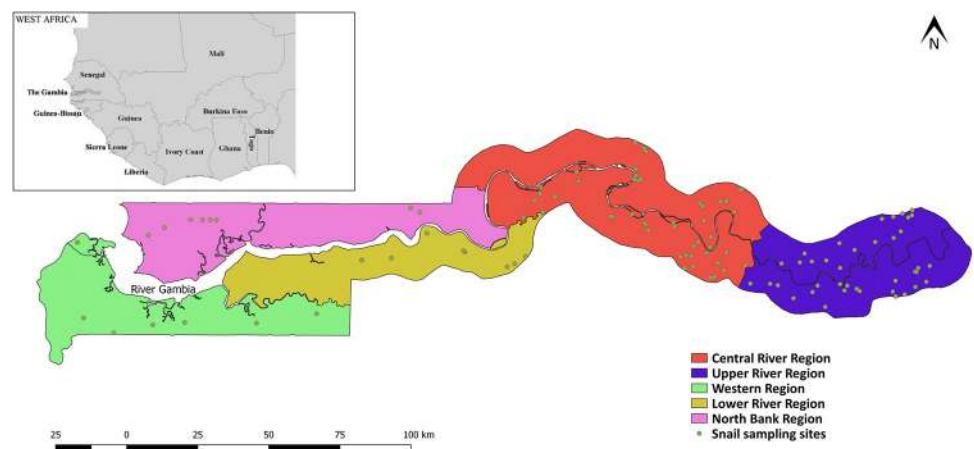 WEST AFRICA
Mali
Senegal
The Gambia
Guinea-Bissau
Guinea
Burkina Faso
Benin
Togo
Sierra Leone
Ivory Coast
Ghana
Liberia
N
River Gambia
Central River Region
Upper River Region
Western Region
Lower River Region
North Bank Region
Snail sampling sites
25 0 25 50 75 100 km